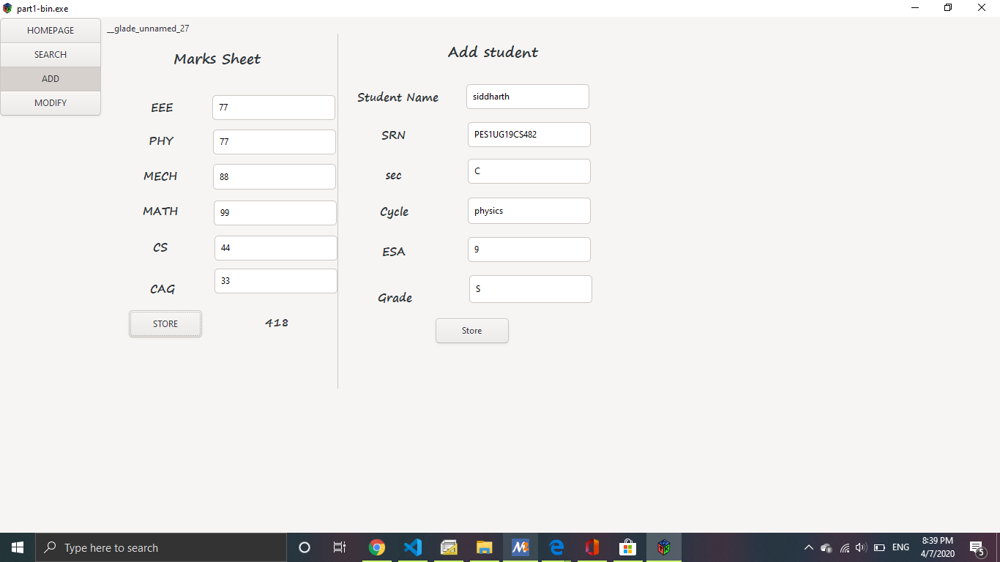 part1-bin.exe
HOMEPAGE
SEARCH
ADD
MODIFY
__glade_unnamed_27
Marks Sheet
EEE 77
PHY 77
MECH 88
MATH 99
CS 44
CAG 33
STORE 418
Add student
Student Name siddharth
SRN PES1UG19CS482
sec C
Cycle physics
ESA 9
Grade S
Store
Type here to search
ENG
8:39 PM
4/7/2020
5